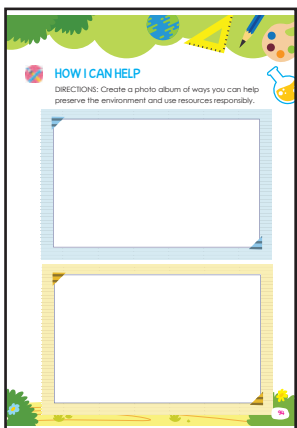 HOW I CAN HELP
DIRECTIONS: Create a photo album of ways you can help
preserve the environment and use resources responsibly.
94